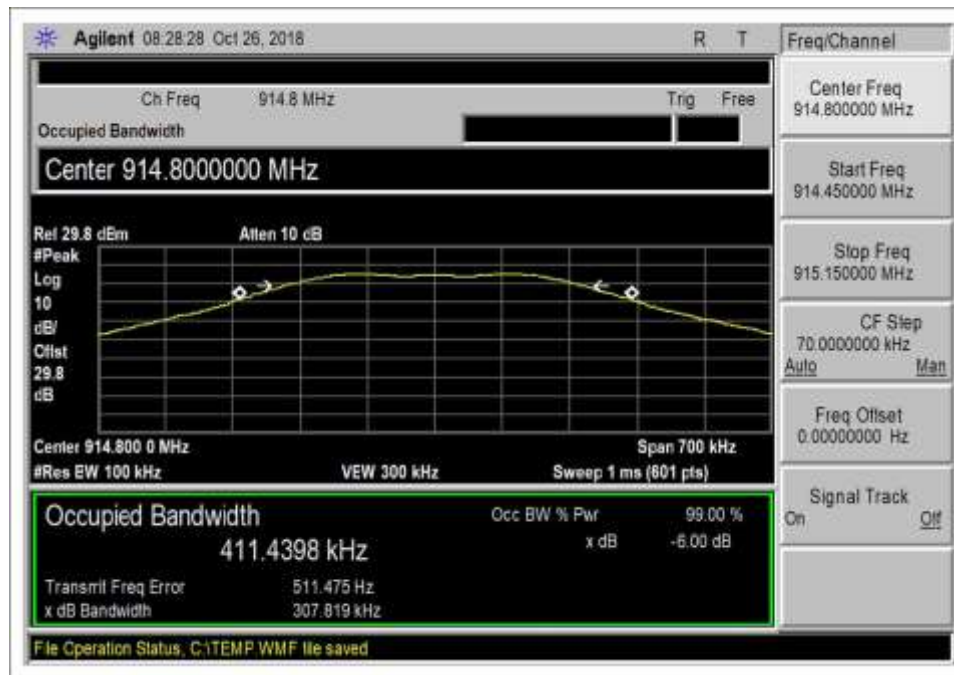 Agilent 08:28:28 Oct 26, 2018 R T
Ch Freq 914.8 MHz Trig Free
Occupied Bandwidth
Center 914.8000000 MHz
Ref 29.8 dBm Atten 10 dB
#Peak
Log
10
dB/
Offst
29.8
dB
Center 914.800 0 MHz Span 700 kHz
#Res BW 100 kHz VBW 300 kHz Sweep 1 ms (601 pts)
Occupied Bandwidth Occ BW % Pwr 99.00 %
411.4398 kHz x dB -6.00 dB
Transmit Freq Error 511.475 Hz
x dB Bandwidth 307.819 kHz
File Operation Status, C:\TEMP WMF file saved
Freq/Channel
Center Freq
914.800000 MHz
Start Freq
914.450000 MHz
Stop Freq
915.150000 MHz
CF Step
70.0000000 kHz
Auto Man
Freq Offset
0.00000000 Hz
Signal Track
On Off